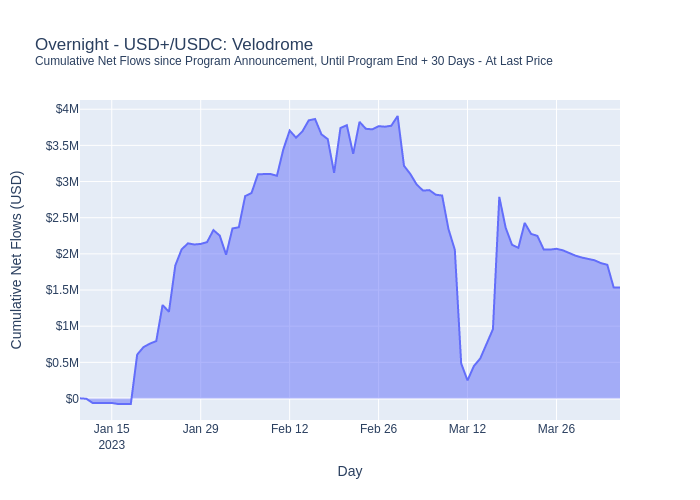 Overnight - USD+/USDC: Velodrome
Cumulative Net Flows since Program Announcement, Until Program End + 30 Days - At Last Price
Cumulative Net Flows (USD)
$4M
$3.5M
$3M
$2.5M
$2M
$1.5M
$1M
$0.5M
$0
Jan 15
2023
Jan 29
Feb 12
Feb 26
Mar 12
Mar 26
Day